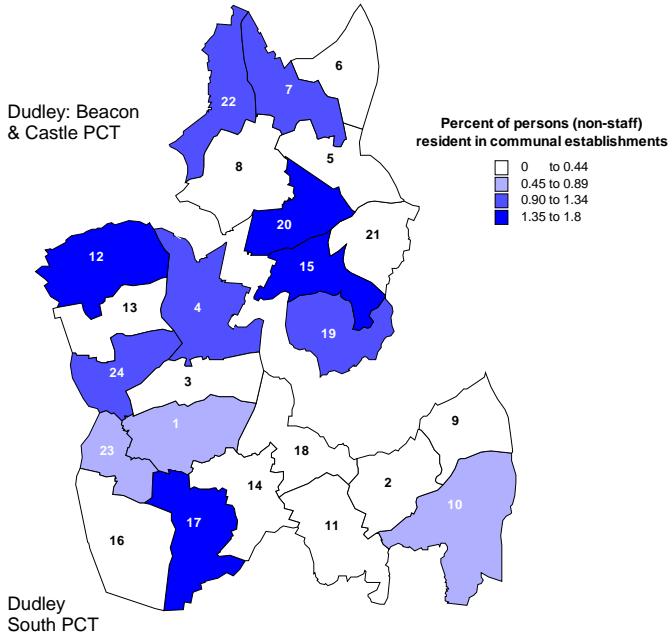 6
7
22
Dudley: Beacon
& Castle PCT
Percent of persons (non-staff)
resident in communal establishments
0 to 0.44
0.45 to 0.89
0.90 to 1.34
1.35 to 1.8
5
8
20
21
12
15
13
4
19
24
3
1
9
23
18
2
14
10
17
11
16
Dudley
South PCT